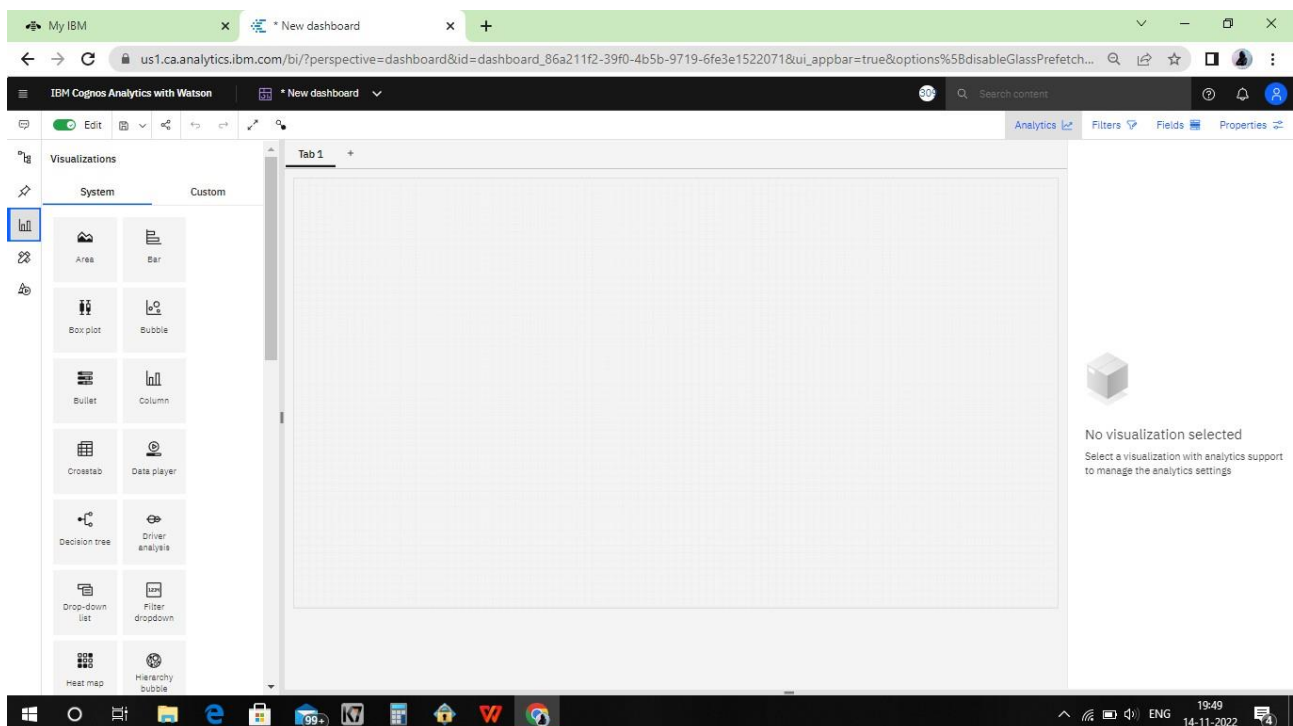 My IBM
* New dashboard
us1.ca.analytics.ibm.com/bi/?perspective=dashboard&id=dashboard_86a211f2-39f0-4b5b-9719-6fe3e1522071&ui_appbar=true&options%5BdisableGlassPrefetch...
IBM Cognos Analytics with Watson
* New dashboard
30
Search content
Edit
Analytics
Filters
Fields
Properties
Visualizations
System
Custom
Tab 1
Area
Bar
Box plot
Bubble
Bullet
Column
Crosstab
Data player
Decision tree
Driver
analysis
Drop-down
list
Filter
dropdown
Heat map
Hierarchy
bubble
No visualization selected
Select a visualization with analytics support
to manage the analytics settings
99+
ENG
19:49
14-11-2022
4